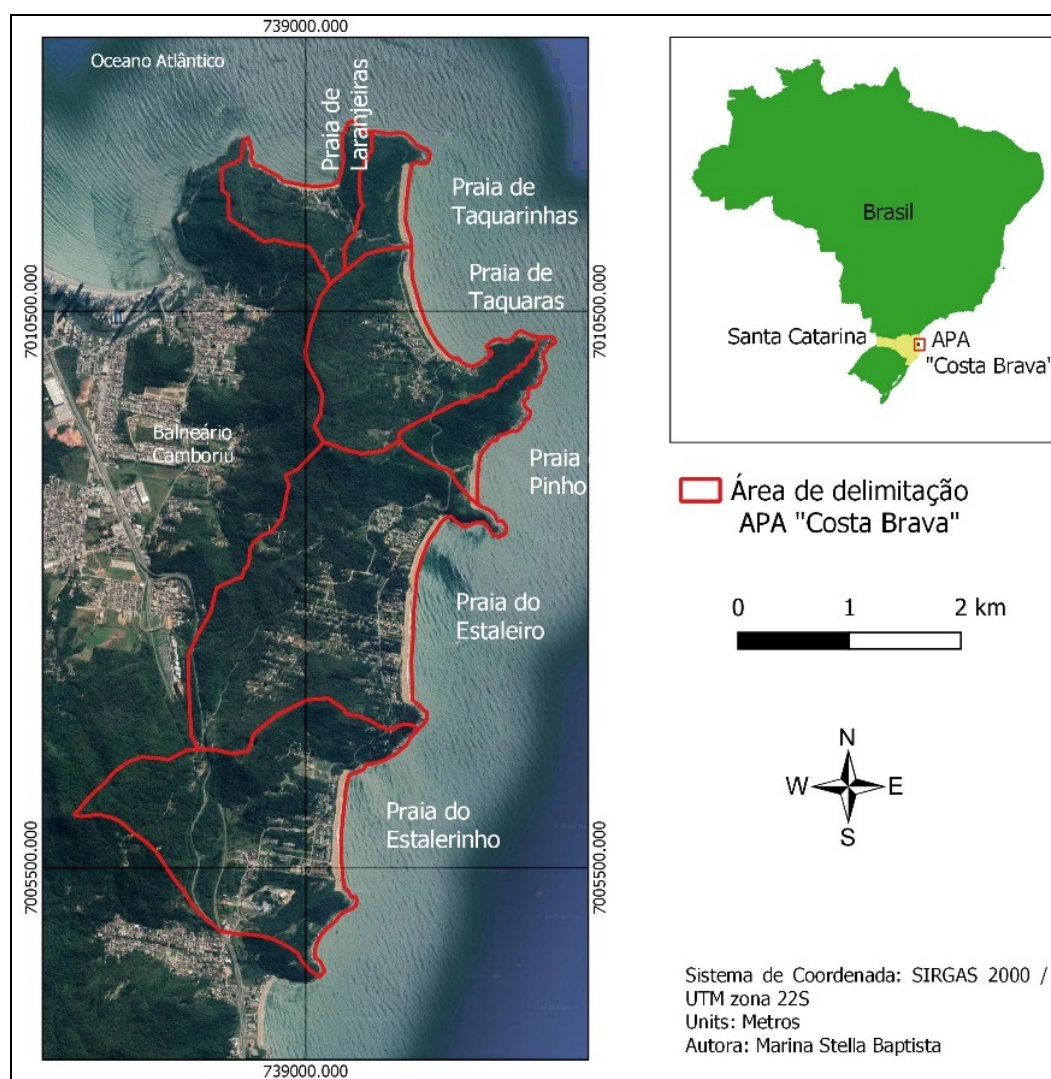 739000.000
Oceano Atlântico
Praia de
Laranjeiras
Praia de
Taquarinhas
Praia de
Taquaras
7010500.000
7010500.000
Balneário
Camboriú
Praia
Pinho
Praia do
Estaleiro
Praia do
Estalerinho
7005500.000
7005500.000
739000.000
Brasil
Santa Catarina
APA
"Costa Brava"
Área de delimitação
APA "Costa Brava"
0 1 2 km
N
W E
S
Sistema de Coordenada: SIRGAS 2000 /
UTM zona 22S
Units: Metros
Autora: Marina Stella Baptista